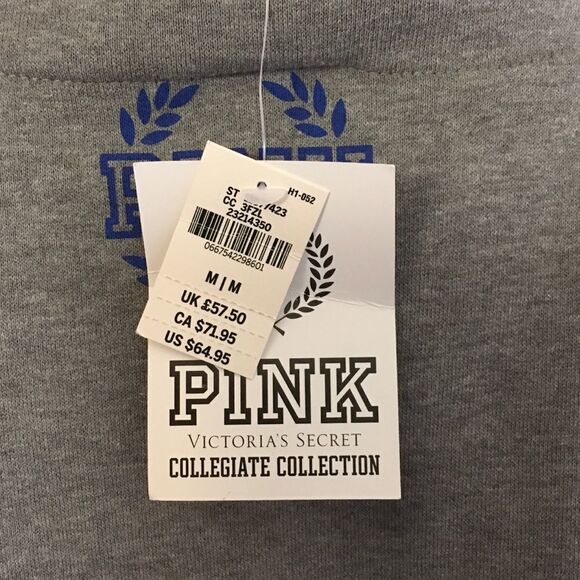 H1-052
ST
CC 3FZL
23214350
0667542298601
M | M
UK £57.50
CA $71.95
US $64.95
PINK
VICTORIA'S SECRET
COLLEGIATE COLLECTION